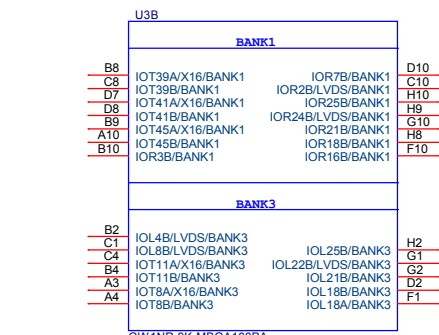 U3B
BANK1
B8 IOT39A/X16/BANK1 IOR7B/BANK1 D10
C8 IOT39B/BANK1 IOR2B/LVDS/BANK1 C10
D7 IOT41A/X16/BANK1 IOR25B/BANK1 H10
D8 IOT41B/BANK1 IOR24B/LVDS/BANK1 H9
B9 IOT45A/X16/BANK1 IOR21B/BANK1 G10
A10 IOT45B/BANK1 IOR18B/BANK1 H8
B10 IOR3B/BANK1 IOR16B/BANK1 F10
BANK3
B2 IOL4B/LVDS/BANK3
C1 IOL8B/LVDS/BANK3 IOL25B/BANK3 H2
C4 IOT11A/X16/BANK3 IOL22B/LVDS/BANK3 G1
B4 IOT11B/BANK3 IOL21B/BANK3 G2
A3 IOT8A/X16/BANK3 IOL18B/BANK3 D2
A4 IOT8B/BANK3 IOL18A/BANK3 F1